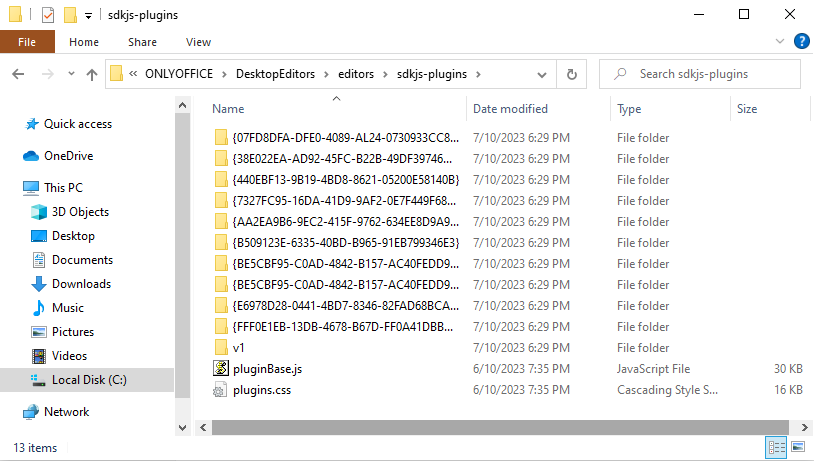 sdkjs-plugins
File Home Share View
« ONLYOFFICE > DesktopEditors > editors > sdkjs-plugins > Search sdkjs-plugins
Name Date modified Type Size
Quick access
OneDrive
This PC
3D Objects
Desktop
Documents
Downloads
Music
Pictures
Videos
Local Disk (C:)
Network
{07FD8DFA-DFE0-4089-AL24-0730933CC8... 7/10/2023 6:29 PM File folder
{38E022EA-AD92-45FC-B22B-49DF39746... 7/10/2023 6:29 PM File folder
{440EBF13-9B19-4BD8-8621-05200E58140B} 7/10/2023 6:29 PM File folder
{7327FC95-16DA-41D9-9AF2-0E7F449F68... 7/10/2023 6:29 PM File folder
{AA2EA9B6-9EC2-415F-9762-634EE8D9A9... 7/10/2023 6:29 PM File folder
{B509123E-6335-40BD-B965-91EB799346E3} 7/10/2023 6:29 PM File folder
{BE5CBF95-C0AD-4842-B157-AC40FEDD9... 7/10/2023 6:29 PM File folder
{BE5CBF95-C0AD-4842-B157-AC40FEDD9... 7/10/2023 6:29 PM File folder
{E6978D28-0441-4BD7-8346-82FAD68BCA... 7/10/2023 6:29 PM File folder
{FFF0E1EB-13DB-4678-B67D-FF0A41DBB... 7/10/2023 6:29 PM File folder
v1 7/10/2023 6:29 PM File folder
pluginBase.js 6/10/2023 7:35 PM JavaScript File 30 KB
plugins.css 6/10/2023 7:35 PM Cascading Style S... 16 KB
13 items